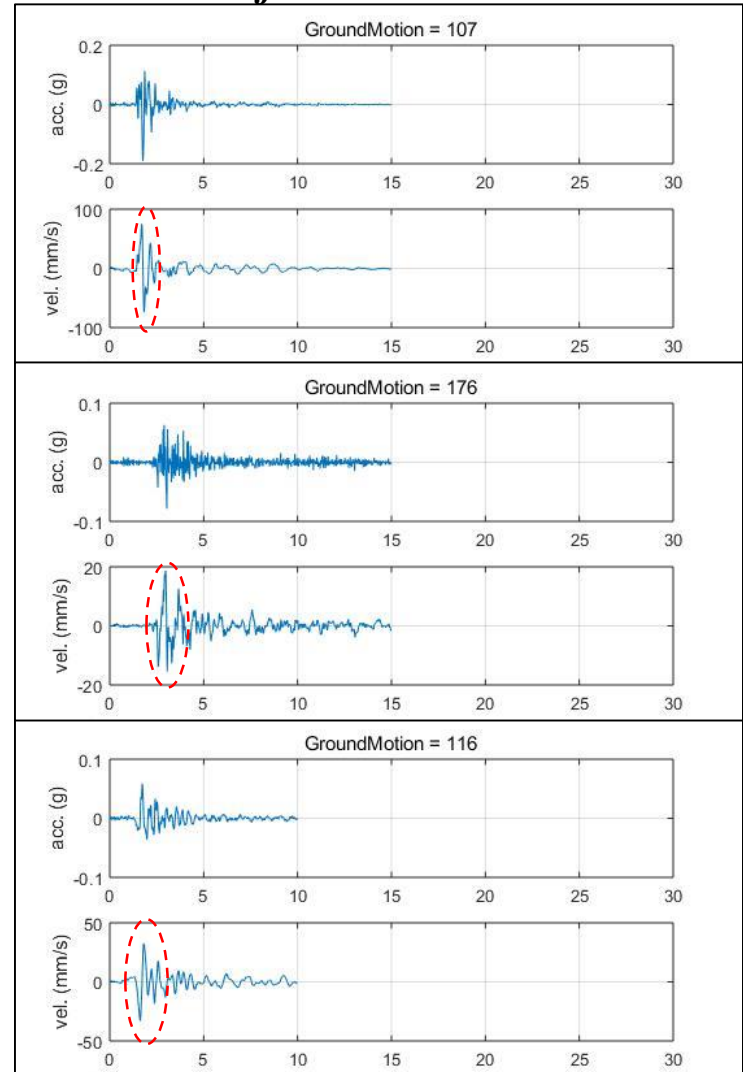 GroundMotion = 107
acc. (g)
0.2
0
-0.2
0 5 10 15 20 25 30
vel. (mm/s)
100
0
-100
0 5 10 15 20 25 30
GroundMotion = 176
acc. (g)
0.1
0
-0.1
0 5 10 15 20 25 30
vel. (mm/s)
20
0
-20
0 5 10 15 20 25 30
GroundMotion = 116
acc. (g)
0.1
0
-0.1
0 5 10 15 20 25 30
vel. (mm/s)
50
0
-50
0 5 10 15 20 25 30